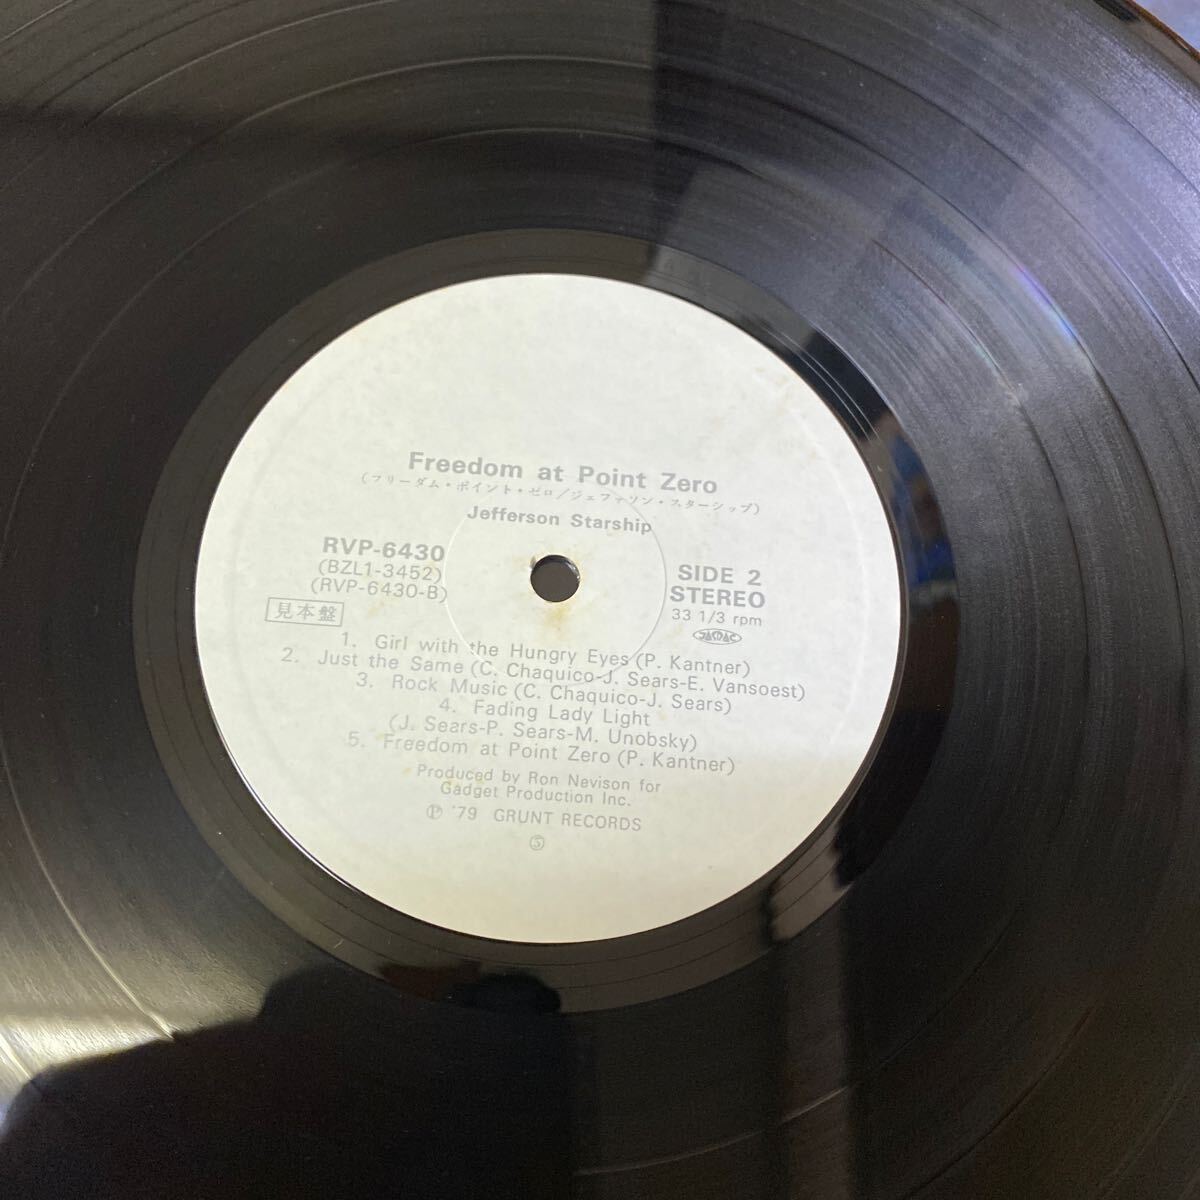 Freedom at Point Zero
(フリーダム・ポイント・ゼロ/ジェファソン・スターシップ)
Jefferson Starship
RVP-6430
(BZL1-3452)
(RVP-6430-B)
見本盤
SIDE 2
STEREO
33 1/3 rpm
JASRAC
1. Girl with the Hungry Eyes (P. Kantner)
2. Just the Same (C. Chaquico-J. Sears-E. Vansoest)
3. Rock Music (C. Chaquico-J. Sears)
4. Fading Lady Light
(J. Sears-P. Sears-M. Unobsky)
5. Freedom at Point Zero (P. Kantner)
Produced by Ron Nevison for
Gadget Production Inc.
Ⓟ '79 GRUNT RECORDS
Ⓢ